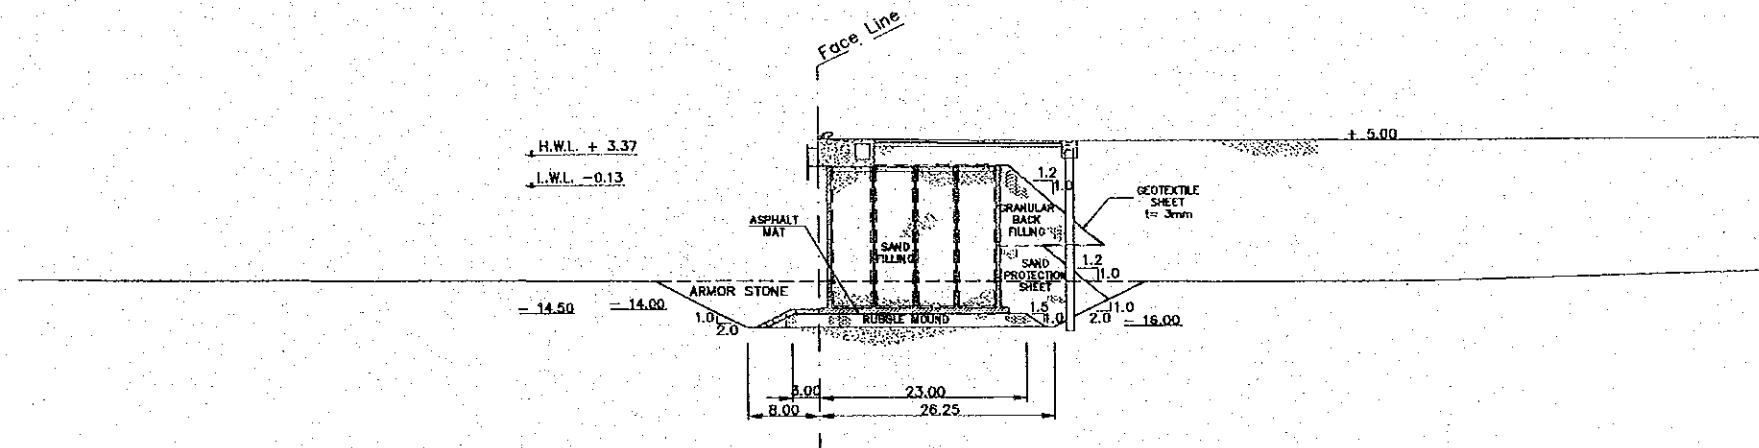 Face Line
+ 5.00
H.W.L. + 3.37
L.W.L. -0.13
1.2
1.0
GEOTEXTILE
SHEET
t= 3mm
GRANULAR
BACK
FILLING
ASPHALT
MAT
SAND
FILLING
SAND
PROTECTION
SHEET
1.2
1.0
ARMOR STONE
- 14.50
- 14.00
1.0
2.0
RUBBLE MOUND
1.5
1.0
1.0
2.0
- 16.00
3.00
23.00
8.00
26.25